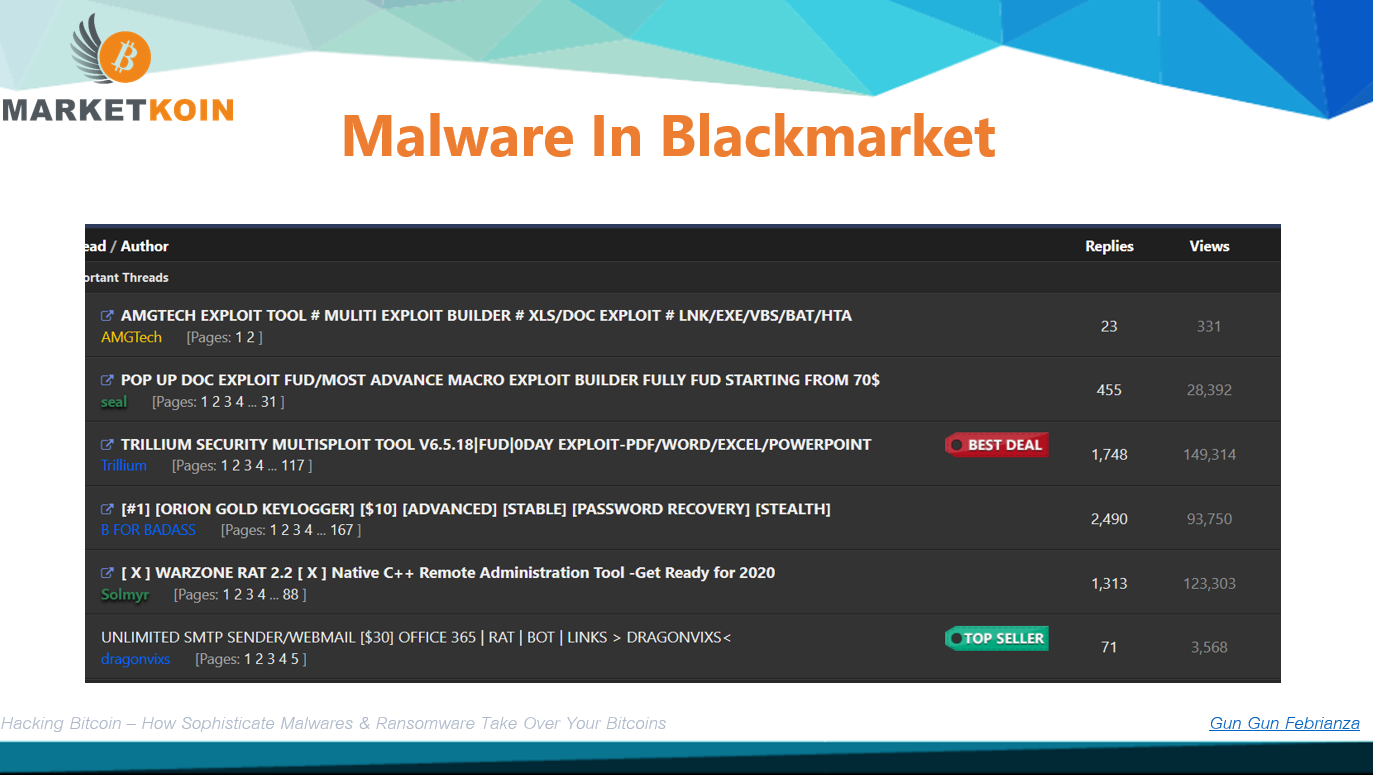 MARKETKOIN
Malware In Blackmarket
ead / Author Replies Views
ortant Threads
AMGTECH EXPLOIT TOOL # MULITI EXPLOIT BUILDER # XLS/DOC EXPLOIT # LNK/EXE/VBS/BAT/HTA
AMGTech [Pages: 1 2 ]
23 331
POP UP DOC EXPLOIT FUD/MOST ADVANCE MACRO EXPLOIT BUILDER FULLY FUD STARTING FROM 70$
seal [Pages: 1 2 3 4 ... 31 ]
455 28,392
TRILLIUM SECURITY MULTISPLOIT TOOL V6.5.18|FUD|0DAY EXPLOIT-PDF/WORD/EXCEL/POWERPOINT
BEST DEAL
Trillium [Pages: 1 2 3 4 ... 117 ]
1,748 149,314
[#1] [ORION GOLD KEYLOGGER] [$10] [ADVANCED] [STABLE] [PASSWORD RECOVERY] [STEALTH]
B FOR BADASS [Pages: 1 2 3 4 ... 167 ]
2,490 93,750
[ X ] WARZONE RAT 2.2 [ X ] Native C++ Remote Administration Tool -Get Ready for 2020
Solmyr [Pages: 1 2 3 4 ... 88 ]
1,313 123,303
UNLIMITED SMTP SENDER/WEBMAIL [$30] OFFICE 365 | RAT | BOT | LINKS > DRAGONVIXS<
TOP SELLER
dragonvixs [Pages: 1 2 3 4 5 ]
71 3,568
Hacking Bitcoin – How Sophisticate Malwares & Ransomware Take Over Your Bitcoins
Gun Gun Febrianza